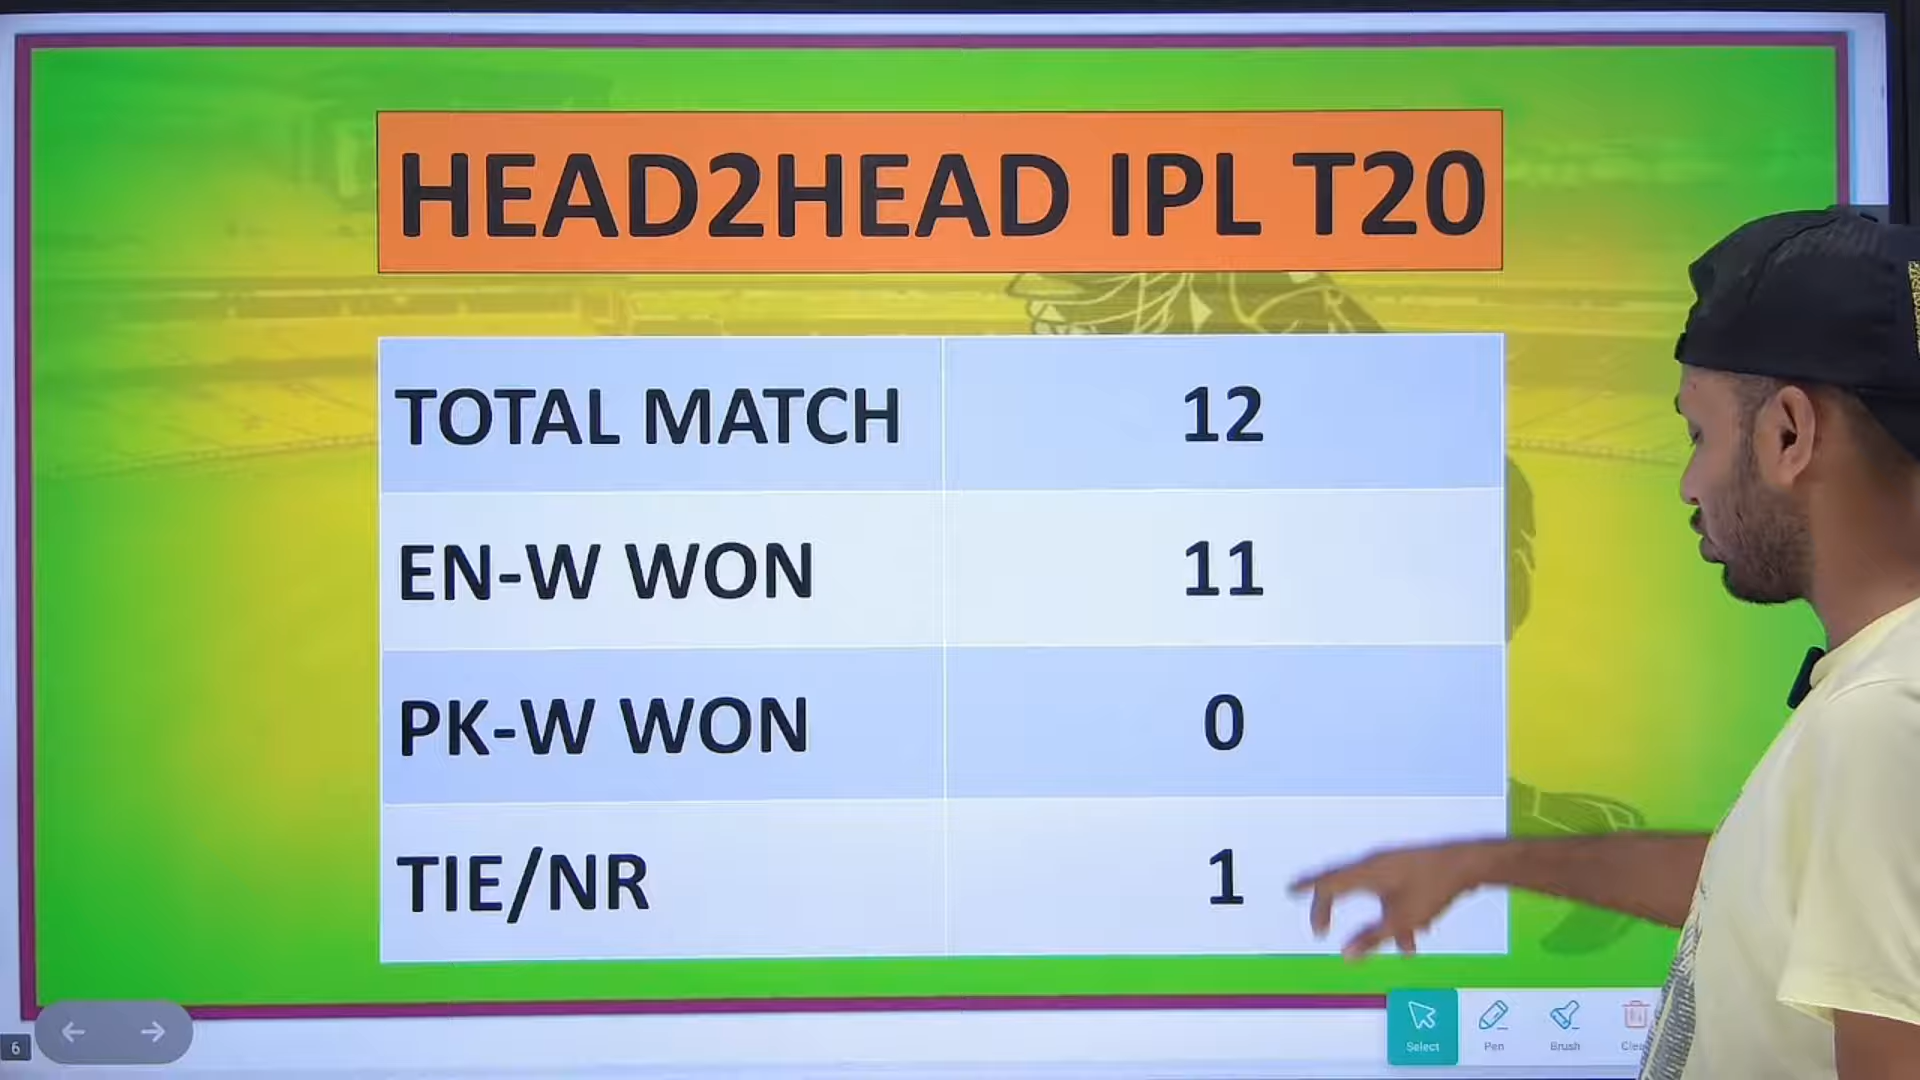 HEAD2HEAD IPL T20
TOTAL MATCH 12
EN-W WON 11
PK-W WON 0
TIE/NR 1
6
Select Pen Brush